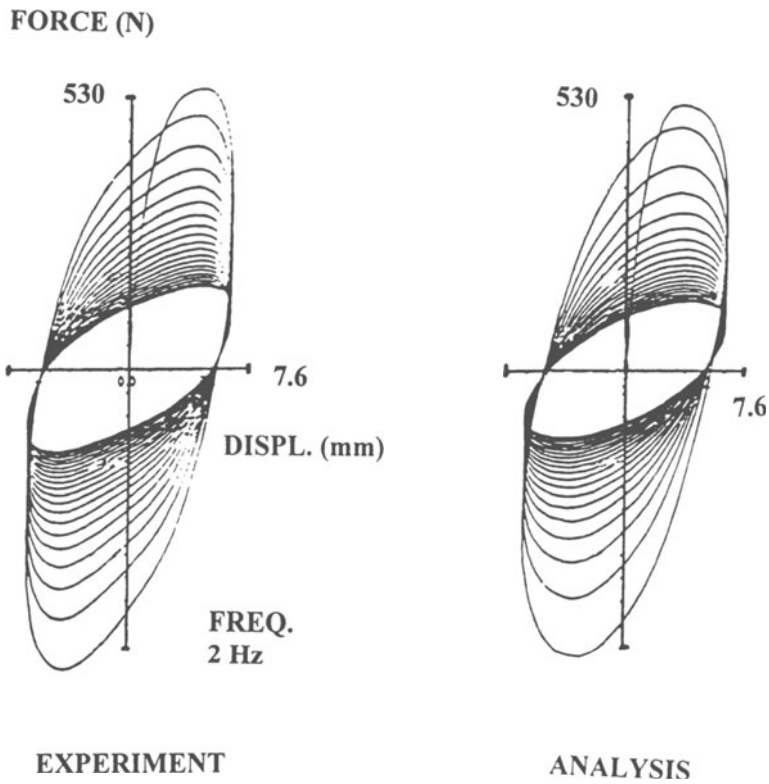 FORCE (N)
530
530
0.0
7.6
7.6
DISPL. (mm)
FREQ.
2 Hz
EXPERIMENT
ANALYSIS